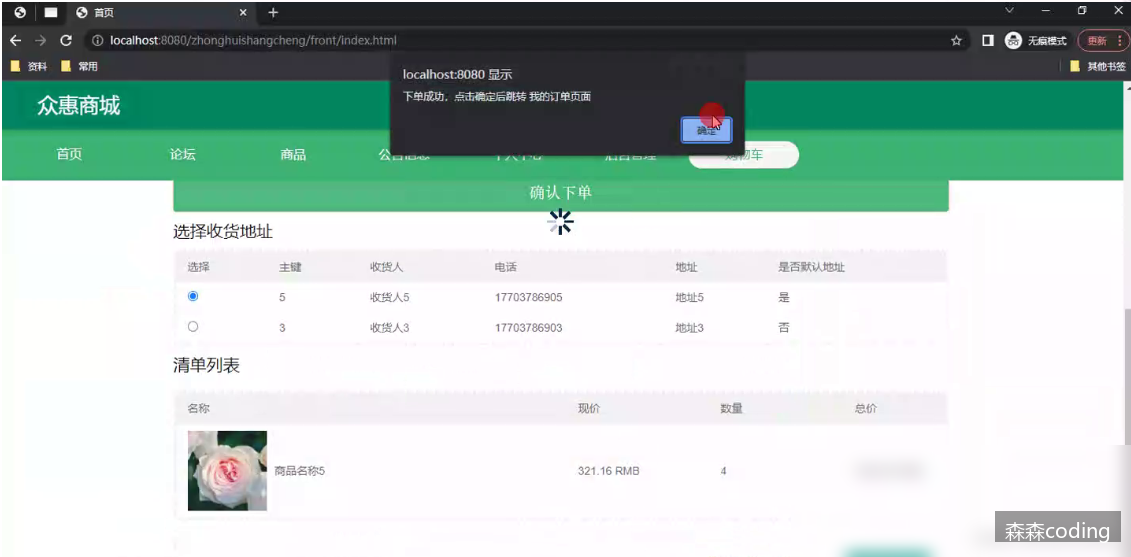 首页
localhost:8080/zhonghuishangcheng/front/index.html
无痕模式
更新
资料
常用
其他书签
localhost:8080 显示
下单成功，点击确定后跳转 我的订单页面
确定
众惠商城
首页
论坛
商品
公告信息
个人中心
后台管理
购物车
确认下单
选择收货地址
选择 主键 收货人 电话 地址 是否默认地址
5 收货人5 17703786905 地址5 是
3 收货人3 17703786903 地址3 否
清单列表
名称 现价 数量 总价
商品名称5 321.16 RMB 4
森森coding